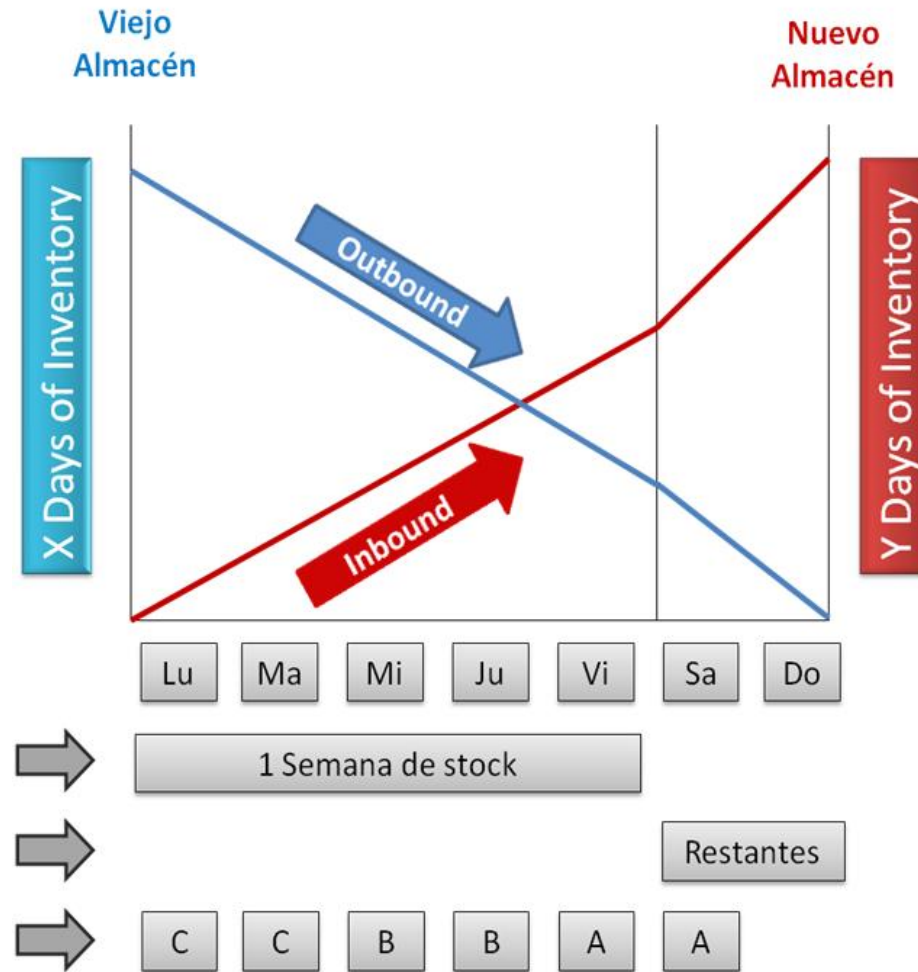 Viejo
Almacén
Nuevo
Almacén
X Days of Inventory
Outbound
Inbound
Y Days of Inventory
Lu Ma Mi Ju Vi Sa Do
1 Semana de stock
Restantes
C C B B A A